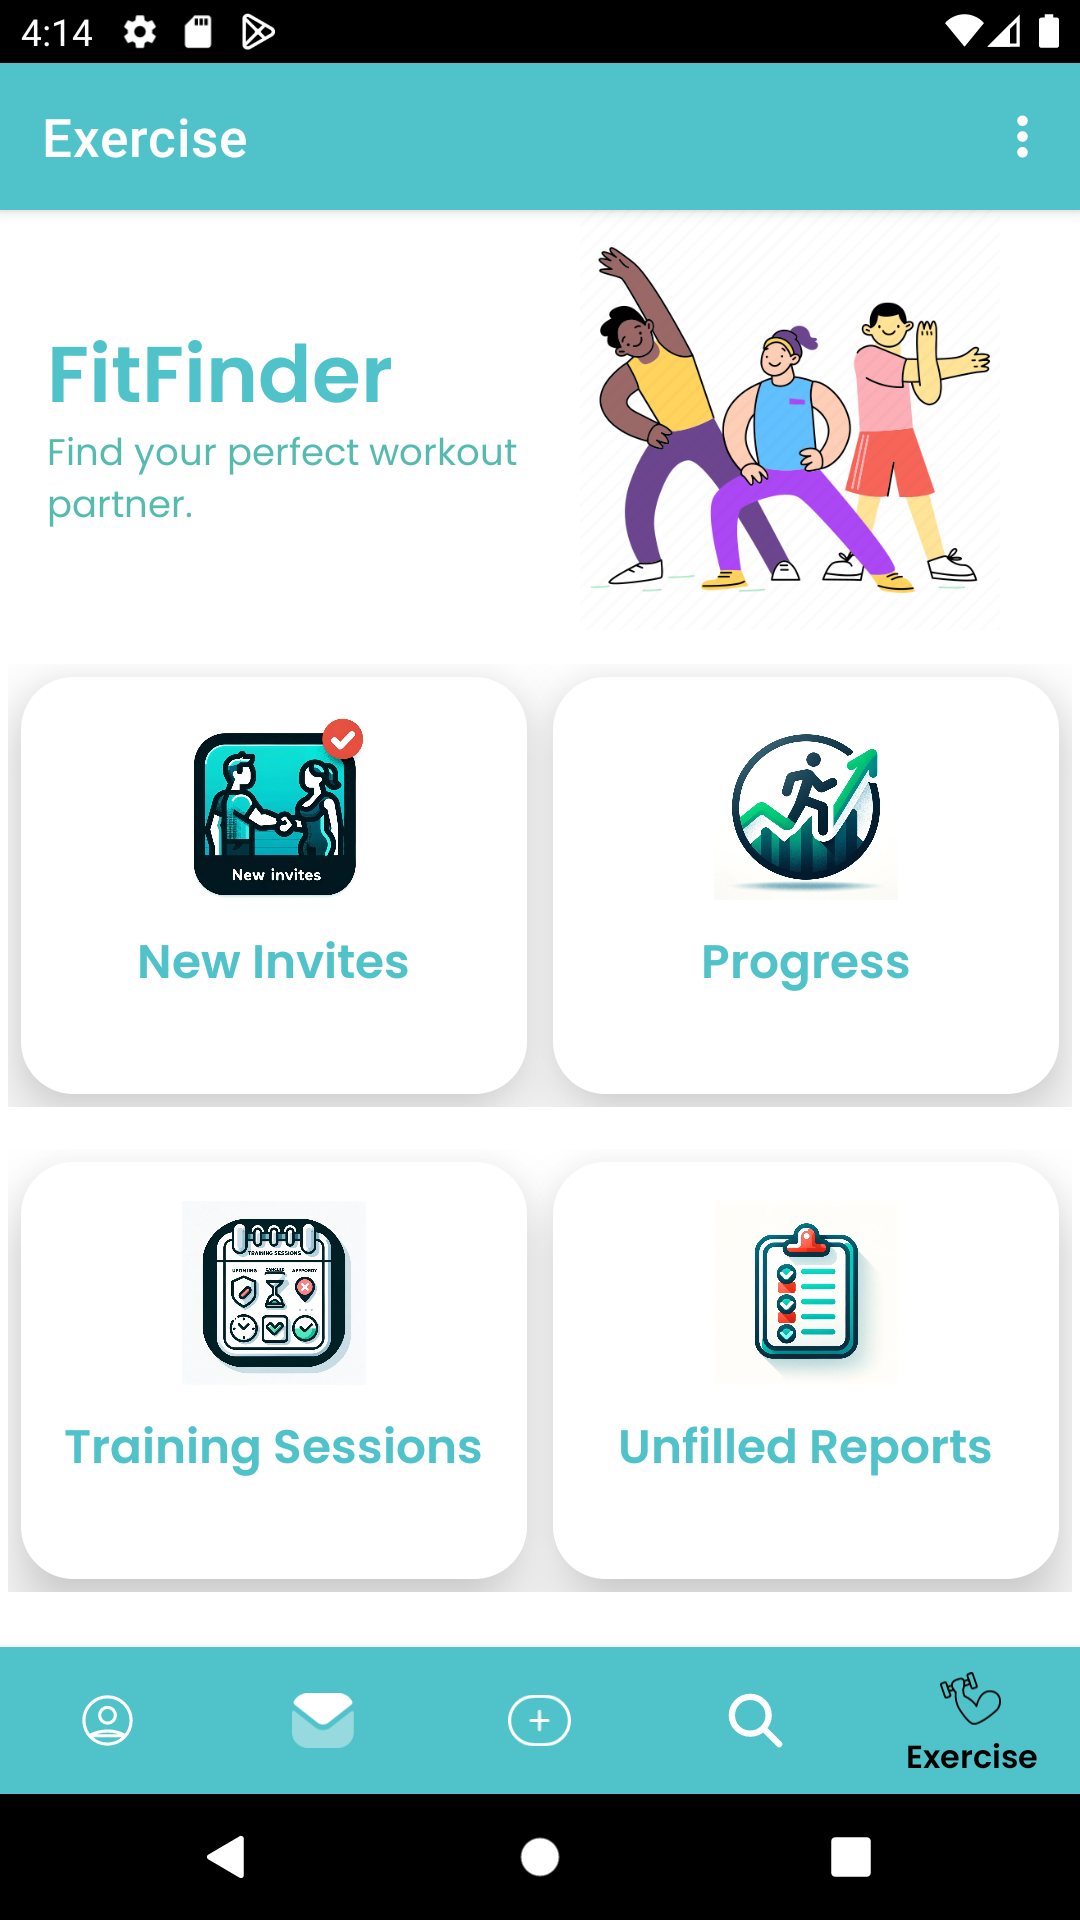 4:14
Exercise
FitFinder
Find your perfect workout
partner.
New invites
New Invites
Progress
TRAINING SESSIONS
Training Sessions
Unfilled Reports
Exercise